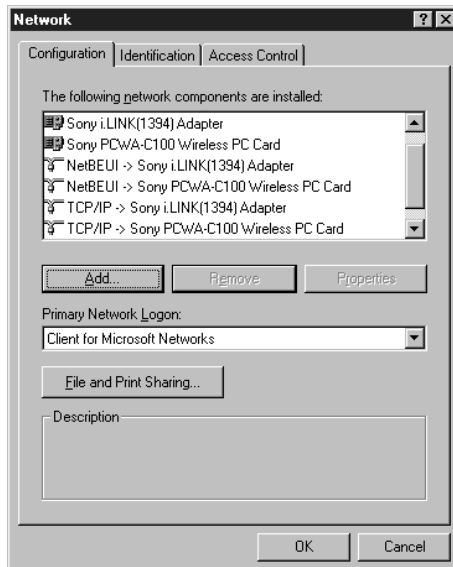 Network
Configuration Identification Access Control
The following network components are installed:
Sony i.LINK(1394) Adapter
Sony PCWA-C100 Wireless PC Card
NetBEUI -> Sony i.LINK(1394) Adapter
NetBEUI -> Sony PCWA-C100 Wireless PC Card
TCP/IP -> Sony i.LINK(1394) Adapter
TCP/IP -> Sony PCWA-C100 Wireless PC Card
Add... Remove Properties
Primary Network Logon:
Client for Microsoft Networks
File and Print Sharing...
Description
OK Cancel